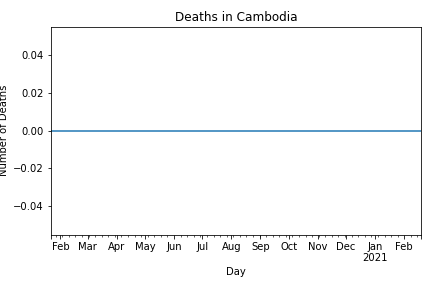 Deaths in Cambodia
Number of Deaths
0.04
0.02
0.00
−0.02
−0.04
Feb Mar Apr May Jun Jul Aug Sep Oct Nov Dec Jan Feb
2021
Day